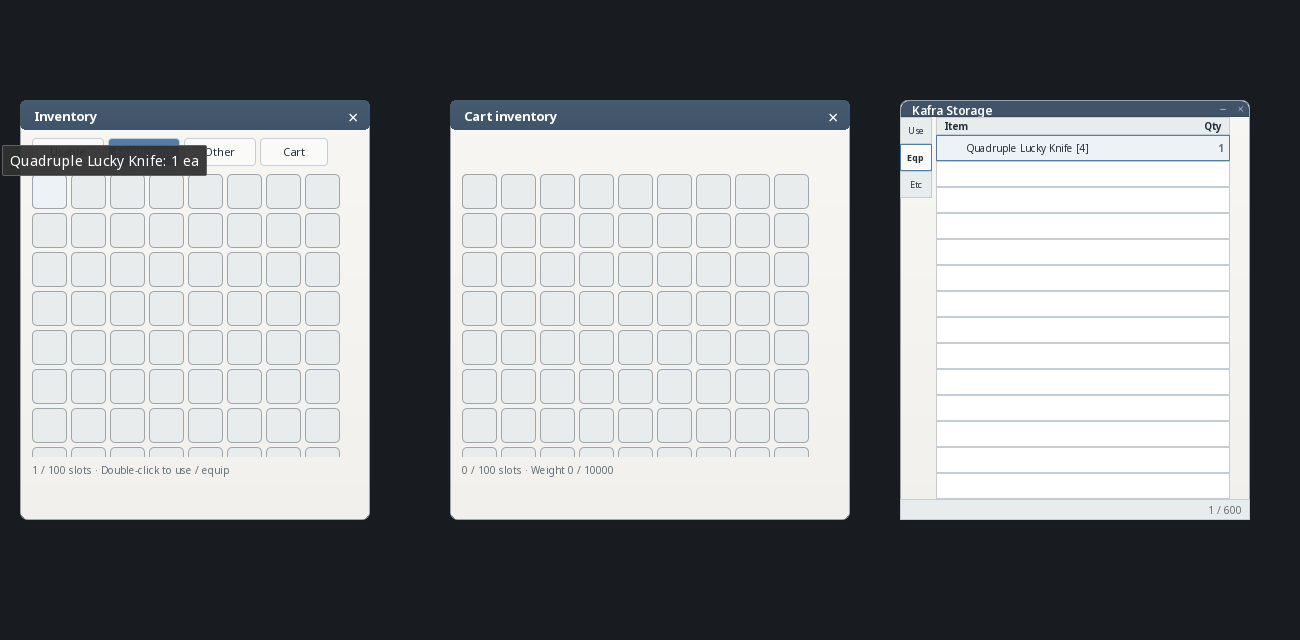 Inventory
×
Other
Cart
Quadruple Lucky Knife: 1 ea
1 / 100 slots · Double-click to use / equip
Cart inventory
×
0 / 100 slots · Weight 0 / 10000
Kafra Storage
− ×
Use
Eqp
Etc
Item Qty
Quadruple Lucky Knife [4] 1
1 / 600